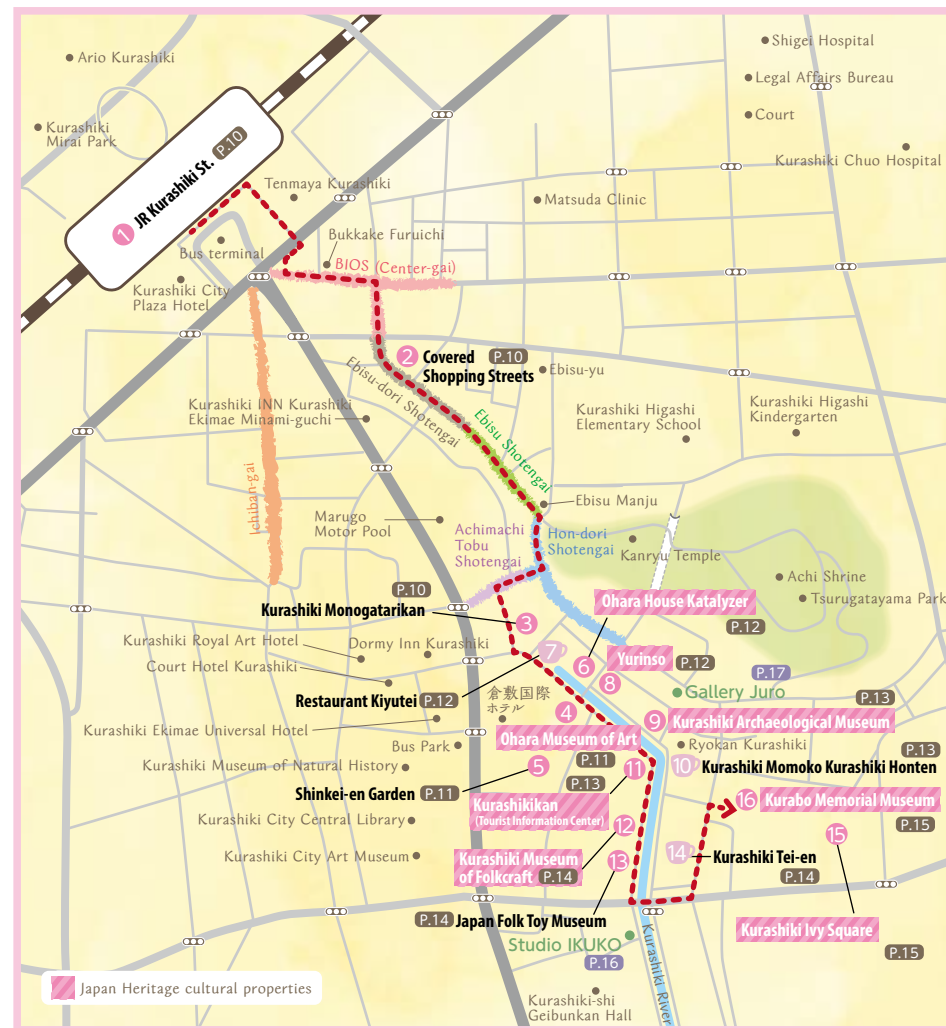 Ario Kurashiki
Kurashiki
Mirai Park
1 JR Kurashiki St. P.10
Shigei Hospital
Legal Affairs Bureau
Court
Kurashiki Chuo Hospital
Tenmaya Kurashiki
Matsuda Clinic
Bus terminal
Bukkake Furuichi
BIOS (Center-gai)
Kurashiki City
Plaza Hotel
2 Covered P.10
Shopping Streets
Ebisu-yu
Ebisu-dori Shotengai
Ebisu Shotengai
Kurashiki INN Kurashiki
Ekimae Minami-guchi
Kurashiki Higashi
Elementary School
Kurashiki Higashi
Kindergarten
Ichiban-gai
Marugo
Motor Pool
Ebisu Manju
Achimachi
Tobu
Shotengai
Hon-dori
Shotengai
Kanryu Temple
Achi Shrine
Tsurugatayama Park
P.10
Kurashiki Monogatarikan
3
Ohara House Katalyzer
P.12
Kurashiki Royal Art Hotel
Dormy Inn Kurashiki
Court Hotel Kurashiki
7
6
Yurinso P.12
8
Restaurant Kiyutei P.12
倉敷国際
ホテル
P.17
Gallery Juro
P.13
4
9 Kurashiki Archaeological Museum
Kurashiki Ekimae Universal Hotel
Bus Park
Ohara Museum of Art
P.11
Ryokan Kurashiki
P.13
10 Kurashiki Momoko Kurashiki Honten
Kurashiki Museum of Natural History
5
11
P.13
Shinkei-en Garden P.11
Kurashikikan
(Tourist Information Center)
16 Kurabo Memorial Museum
P.15
Kurashiki City Central Library
12
15
Kurashiki City Art Museum
Kurashiki Museum
of Folkcraft P.14
13
14 Kurashiki Tei-en
P.14
P.14 Japan Folk Toy Museum
Studio IKUKO
P.16
Kurashiki Ivy Square
P.15
Kurashiki River
Japan Heritage cultural properties
Kurashiki-shi
Geibunkan Hall